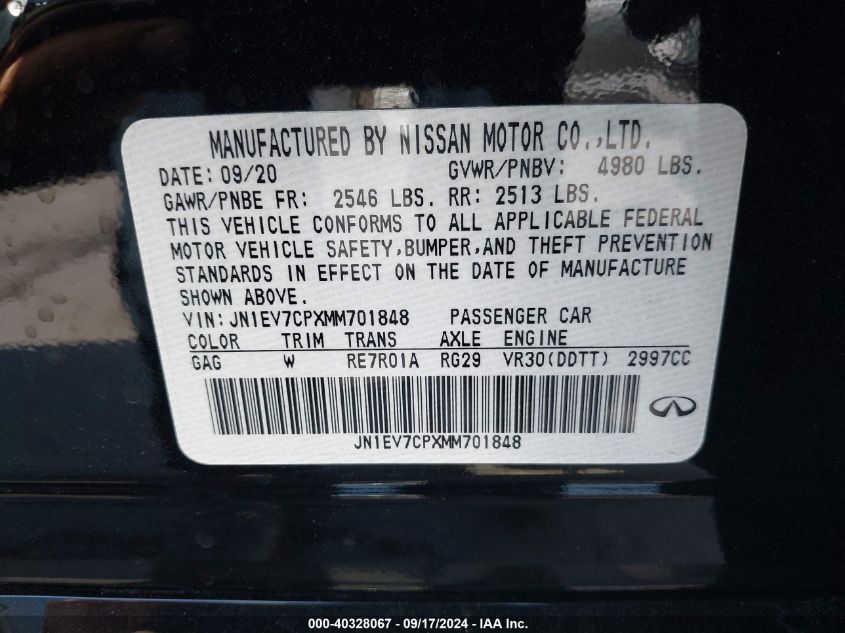 MANUFACTURED BY NISSAN MOTOR CO.,LTD.
DATE: 09/20 GVWR/PNBV: 4980 LBS.
GAWR/PNBE FR: 2546 LBS. RR: 2513 LBS.
THIS VEHICLE CONFORMS TO ALL APPLICABLE FEDERAL
MOTOR VEHICLE SAFETY,BUMPER,AND THEFT PREVENTION
STANDARDS IN EFFECT ON THE DATE OF MANUFACTURE
SHOWN ABOVE.
VIN: JN1EV7CPXMM701848 PASSENGER CAR
COLOR TRIM TRANS AXLE ENGINE
GAG W RE7R01A RG29 VR30(DDTT) 2997CC
JN1EV7CPXMM701848
000-40328067 - 09/17/2024 - IAA Inc.